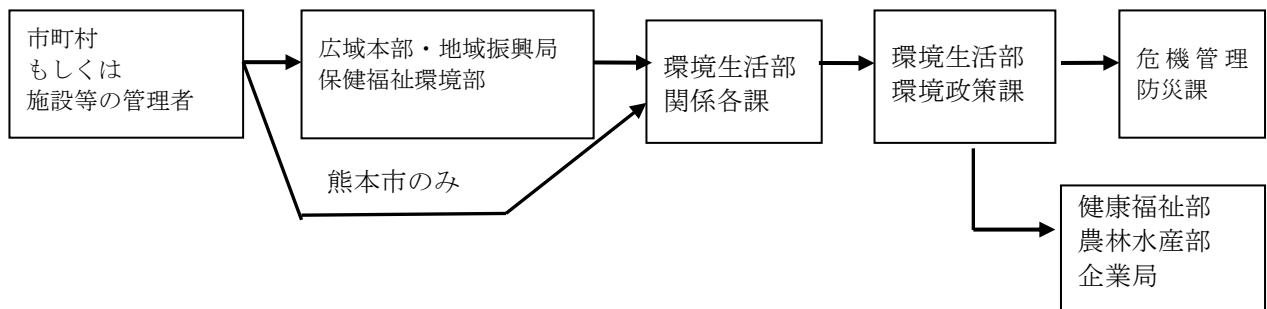 市町村
もしくは
施設等の管理者
広域本部・地域振興局
保健福祉環境部
熊本市のみ
環境生活部
関係各課
環境生活部
環境政策課
危機管理
防災課
健康福祉部
農林水産部
企業局